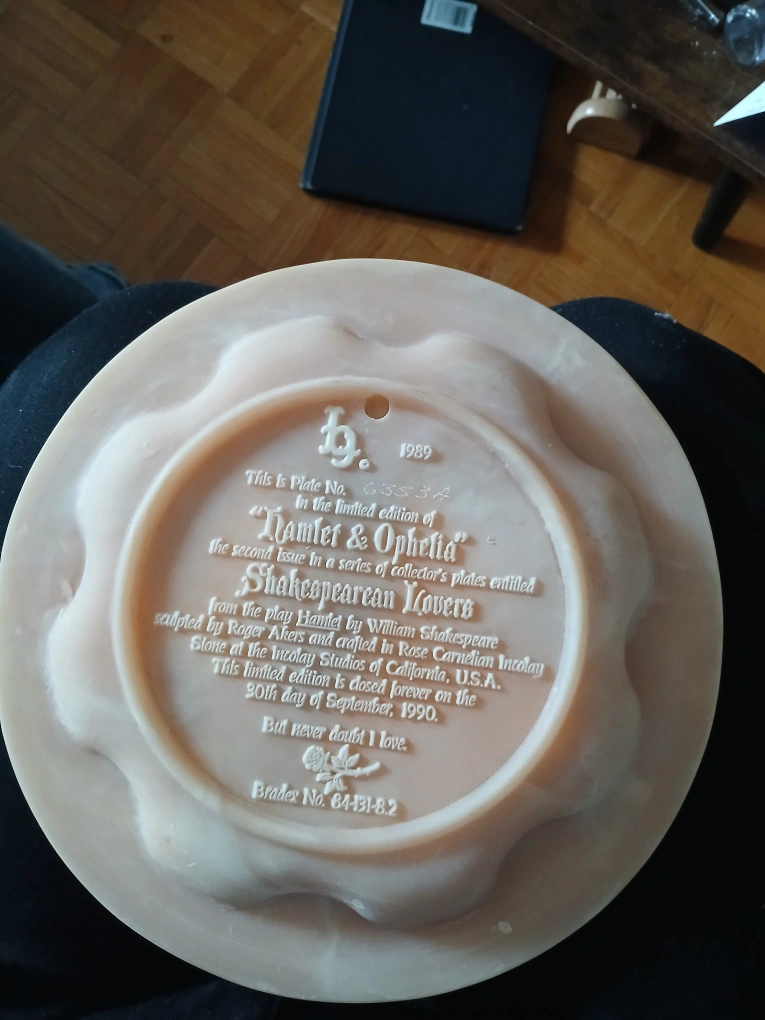 1989
This is Plate No.
in the limited edition of
"Hamlet & Ophelia"
the second issue in a series of collector's plates entitled
Shakespearean Lovers
from the play Hamlet by William Shakespeare
sculpted by Roger Akers and crafted in Rose Carnelian Incolay
Stone at the Incolay Studios of California, U.S.A.
This limited edition is closed forever on the
30th day of September, 1990.
But never doubt I love.
Bradex No. 84-I31-8.2